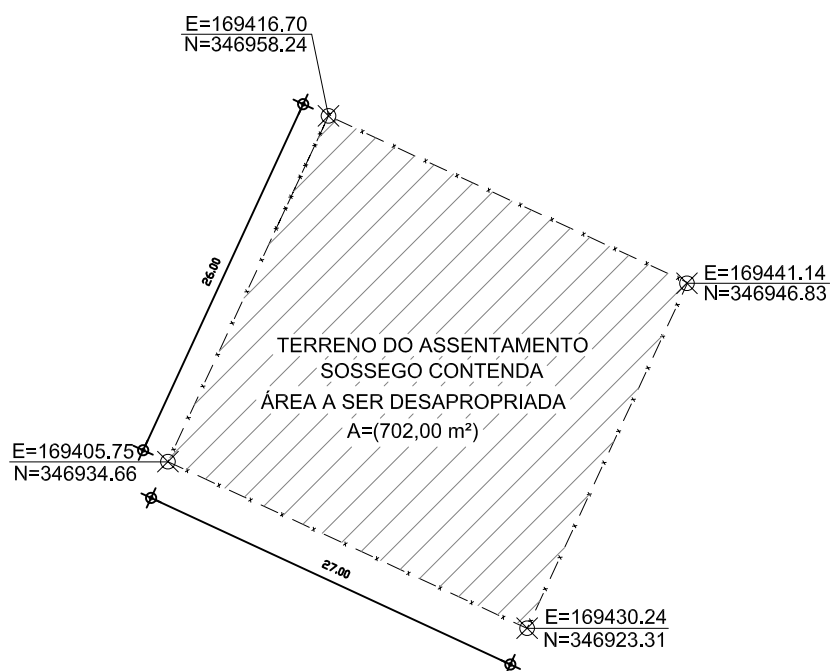 E=169416.70
N=346958.24
E=169441.14
N=346946.83
26.00
TERRENO DO ASSENTAMENTO
SOSSEGO CONTENDA
ÁREA A SER DESAPROPRIADA
A=(702,00 m²)
E=169405.75
N=346934.66
27.00
E=169430.24
N=346923.31